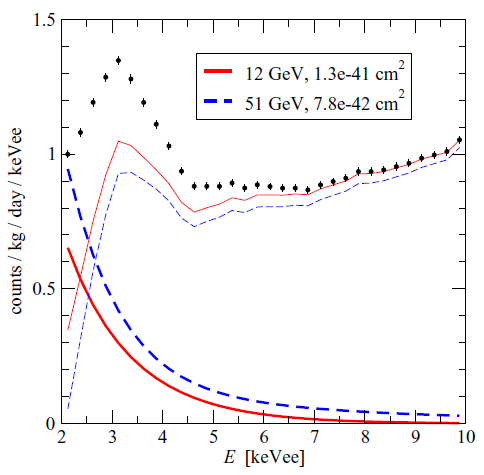 1.5
12 GeV, 1.3e-41 cm²
51 GeV, 7.8e-42 cm²
1
counts / kg / day / keVee
0.5
0
2 3 4 5 6 7 8 9 10
E [keVee]